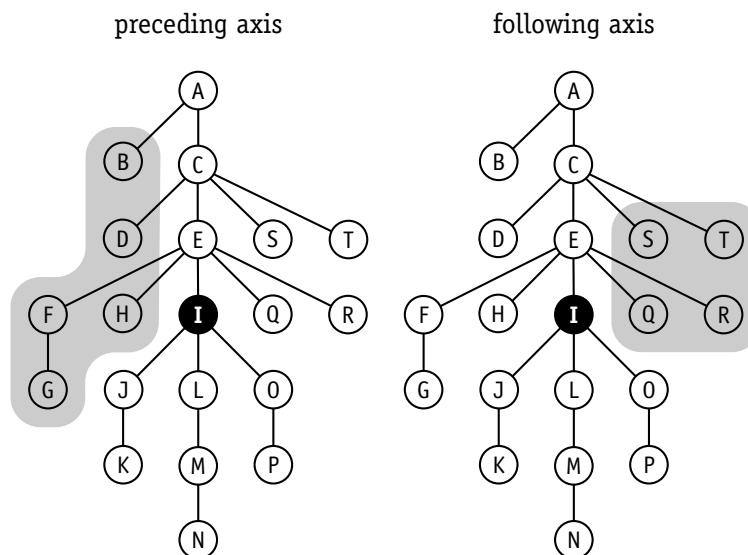 preceding axis following axis
A A
B C B C
D E S T D E S T
F H I Q R F H I Q R
G J L O G J L O
K M P K M P
N N